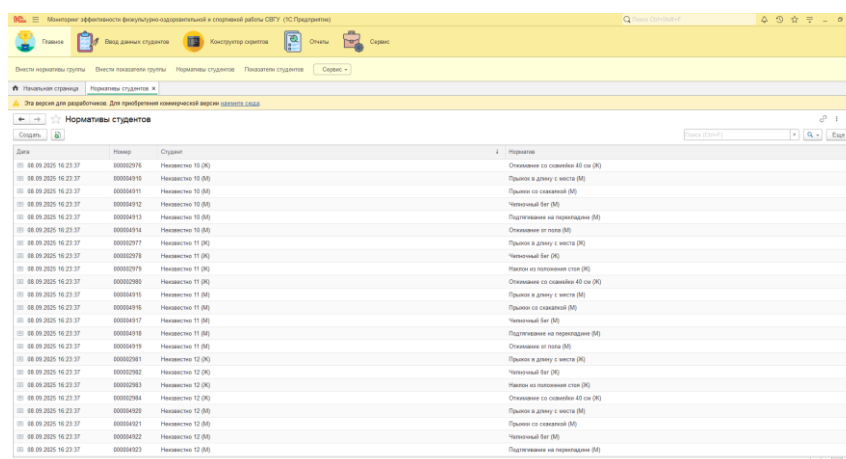 Мониторинг эффективности физкультурно-оздоровительной и спортивной работы СВГУ (1С:Предприятие) Поиск Ctrl+Shift+F
Главное Ввод данных студентов Конструктор скриптов Отчеты Сервис
Внести нормативы группы Внести показатели группы Нормативы студентов Показатели студентов Сервис
Начальная страница Нормативы студентов ×
Эта версия для разработчиков. Для приобретения коммерческой версии нажмите сюда.
Нормативы студентов
Создать Поиск (Ctrl+F) × Еще
Дата Номер Студент ↓ Норматив
08.09.2025 16:23:37 000002976 Неизвестно 10 (Ж) Отжимание со скамейки 40 см (Ж)
08.09.2025 16:23:37 000004910 Неизвестно 10 (М) Прыжок в длину с места (М)
08.09.2025 16:23:37 000004911 Неизвестно 10 (М) Прыжки со скакалкой (М)
08.09.2025 16:23:37 000004912 Неизвестно 10 (М) Челночный бег (М)
08.09.2025 16:23:37 000004913 Неизвестно 10 (М) Подтягивание на перекладине (М)
08.09.2025 16:23:37 000004914 Неизвестно 10 (М) Отжимание от пола (М)
08.09.2025 16:23:37 000002977 Неизвестно 11 (Ж) Прыжок в длину с места (Ж)
08.09.2025 16:23:37 000002978 Неизвестно 11 (Ж) Челночный бег (Ж)
08.09.2025 16:23:37 000002979 Неизвестно 11 (Ж) Наклон из положения стоя (Ж)
08.09.2025 16:23:37 000002980 Неизвестно 11 (Ж) Отжимание со скамейки 40 см (Ж)
08.09.2025 16:23:37 000004915 Неизвестно 11 (М) Прыжок в длину с места (М)
08.09.2025 16:23:37 000004916 Неизвестно 11 (М) Прыжки со скакалкой (М)
08.09.2025 16:23:37 000004917 Неизвестно 11 (М) Челночный бег (М)
08.09.2025 16:23:37 000004918 Неизвестно 11 (М) Подтягивание на перекладине (М)
08.09.2025 16:23:37 000004919 Неизвестно 11 (М) Отжимание от пола (М)
08.09.2025 16:23:37 000002981 Неизвестно 12 (Ж) Прыжок в длину с места (Ж)
08.09.2025 16:23:37 000002982 Неизвестно 12 (Ж) Челночный бег (Ж)
08.09.2025 16:23:37 000002983 Неизвестно 12 (Ж) Наклон из положения стоя (Ж)
08.09.2025 16:23:37 000002984 Неизвестно 12 (Ж) Отжимание со скамейки 40 см (Ж)
08.09.2025 16:23:37 000004920 Неизвестно 12 (М) Прыжок в длину с места (М)
08.09.2025 16:23:37 000004921 Неизвестно 12 (М) Прыжки со скакалкой (М)
08.09.2025 16:23:37 000004922 Неизвестно 12 (М) Челночный бег (М)
08.09.2025 16:23:37 000004923 Неизвестно 12 (М) Подтягивание на перекладине (М)